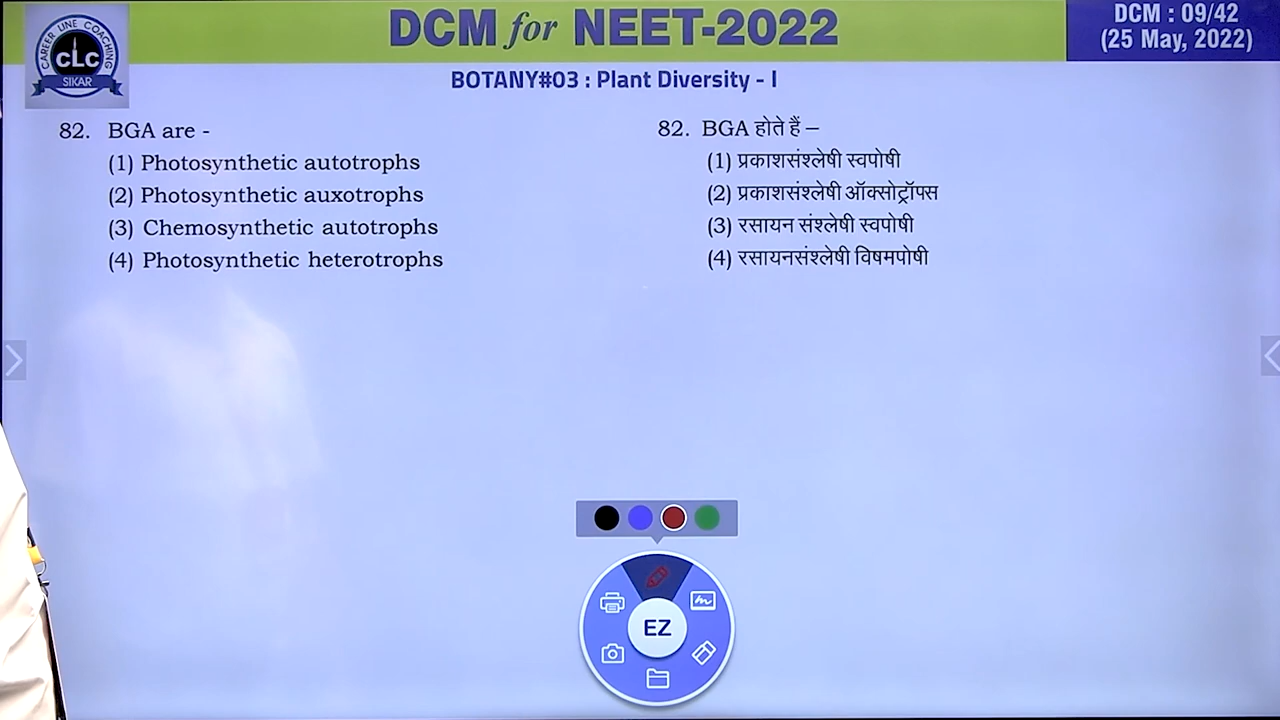 CAREER LINE COACHING
CLC
SIKAR
DCM for NEET-2022
DCM : 09/42
(25 May, 2022)
BOTANY#03 : Plant Diversity - I
82. BGA are -
(1) Photosynthetic autotrophs
(2) Photosynthetic auxotrophs
(3) Chemosynthetic autotrophs
(4) Photosynthetic heterotrophs
82. BGA होते हैं –
(1) प्रकाशसंश्लेषी स्वपोषी
(2) प्रकाशसंश्लेषी ऑक्सोट्रॉफ्स
(3) रसायन संश्लेषी स्वपोषी
(4) रसायनसंश्लेषी विषमपोषी
EZ